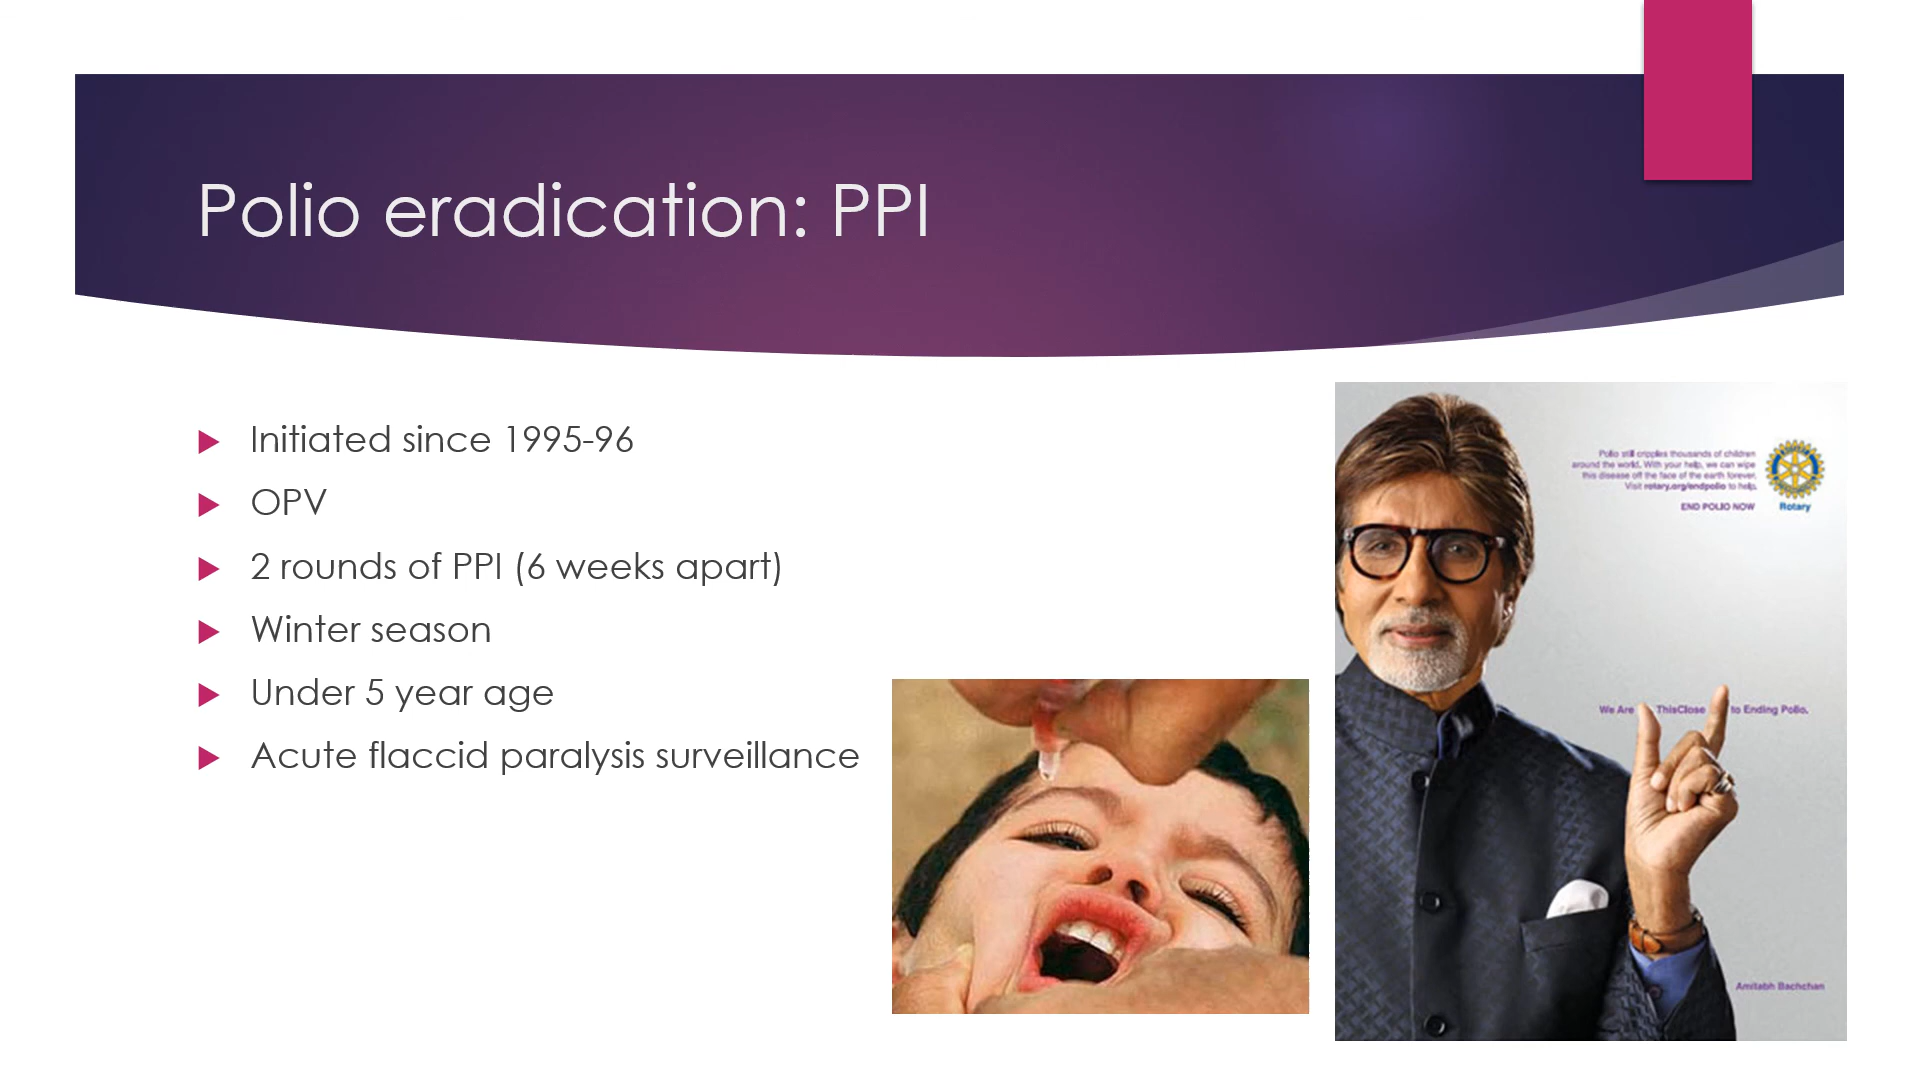 Polio eradication: PPI
Initiated since 1995-96
OPV
2 rounds of PPI (6 weeks apart)
Winter season
Under 5 year age
Acute flaccid paralysis surveillance
Polio still cripples thousands of children
around the world. With your help, we can wipe
this disease off the face of the earth forever.
Visit rotary.org/endpolio to help.
END POLIO NOW
Rotary
We Are ThisClose to Ending Polio.
Amitabh Bachchan